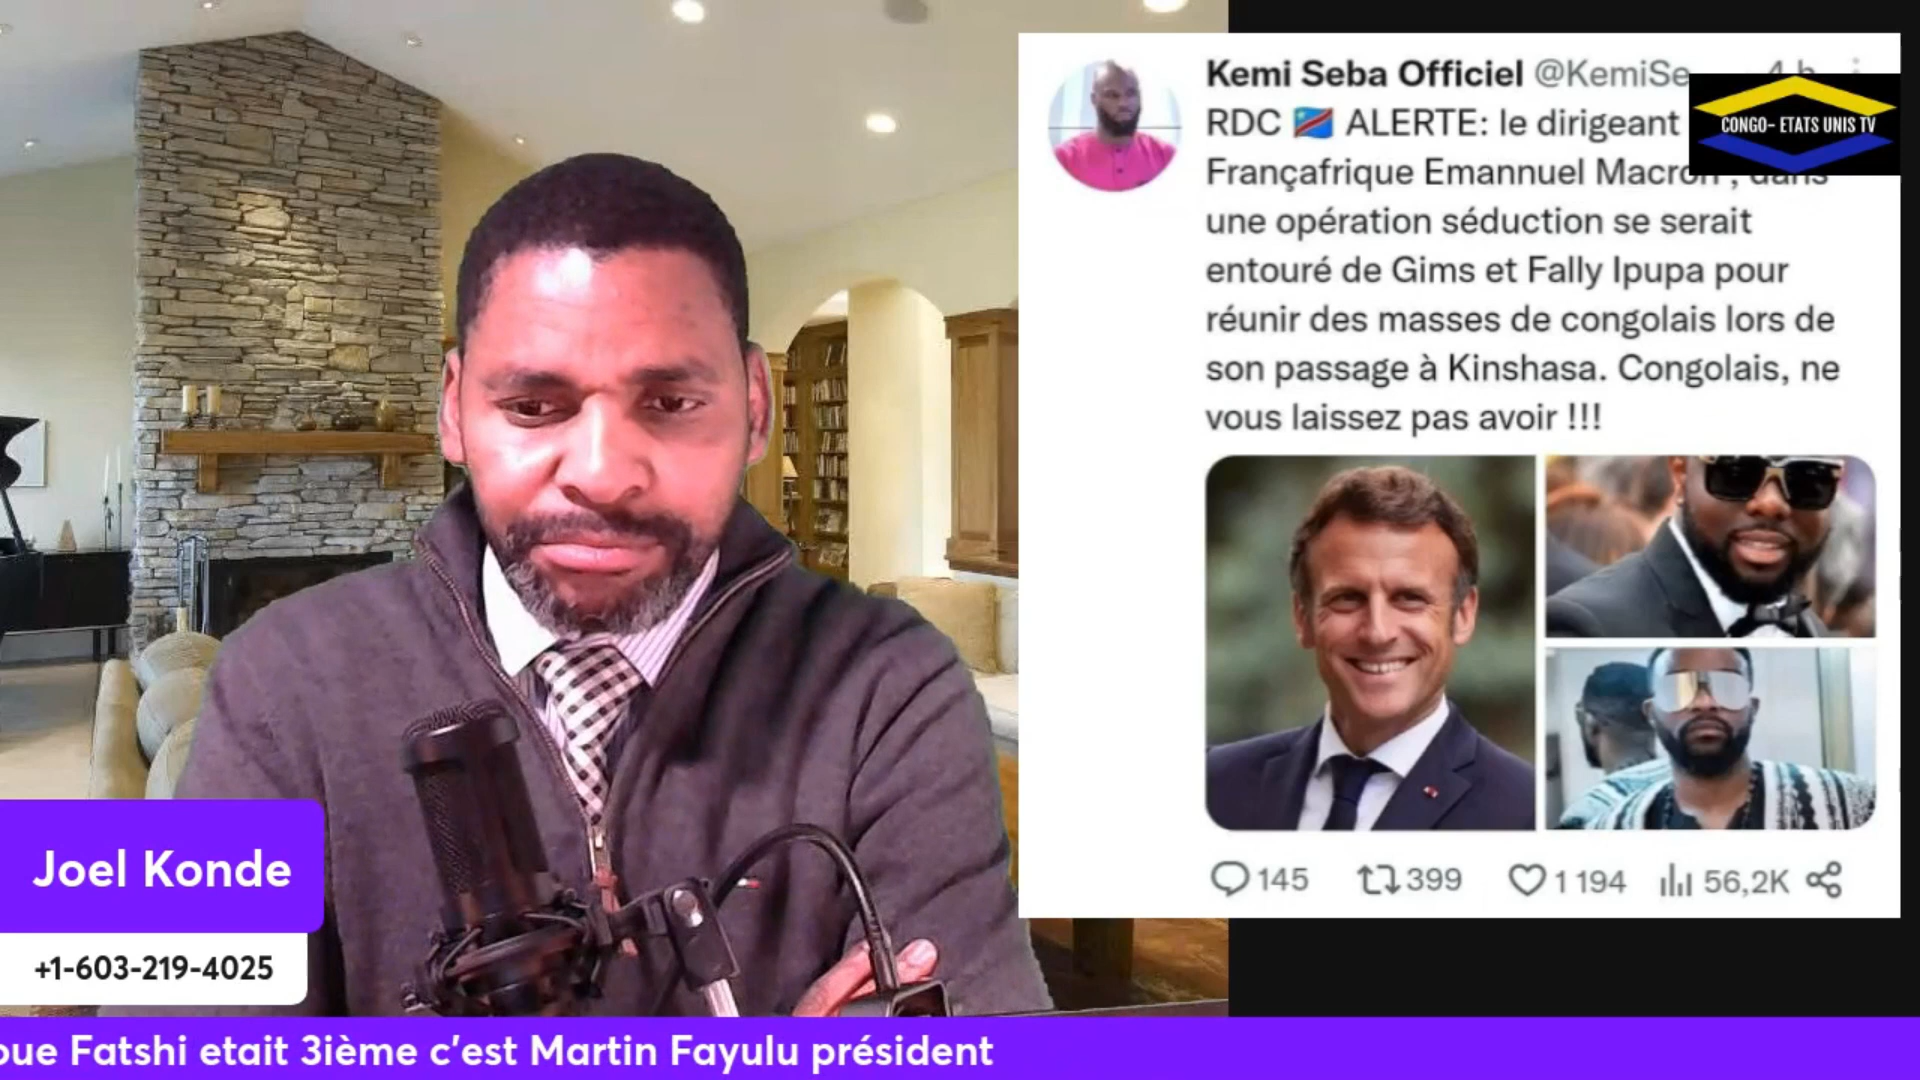 Kemi Seba Officiel @KemiSe
RDC 🇨🇩 ALERTE: le dirigeant
CONGO- ETATS UNIS TV
Françafrique Emannuel Macron , dans
une opération séduction se serait
entouré de Gims et Fally Ipupa pour
réunir des masses de congolais lors de
son passage à Kinshasa. Congolais, ne
vous laissez pas avoir !!!
145 399 1 194 56,2K
Joel Konde
+1-603-219-4025
Fatshi etait 3ième c'est Martin Fayulu président